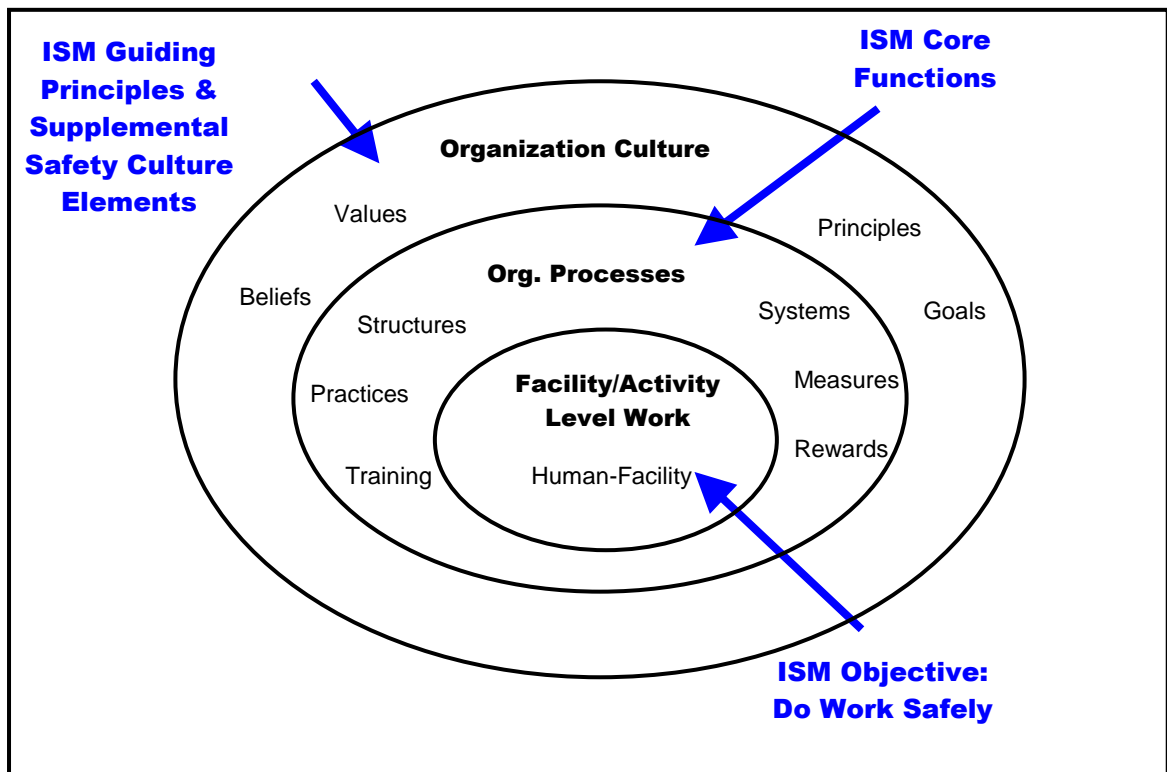 ISM Guiding
Principles &
Supplemental
Safety Culture
Elements
ISM Core
Functions
Organization Culture
Values
Principles
Beliefs
Goals
Org. Processes
Structures
Systems
Practices
Measures
Training
Rewards
Facility/Activity
Level Work
Human-Facility
ISM Objective:
Do Work Safely